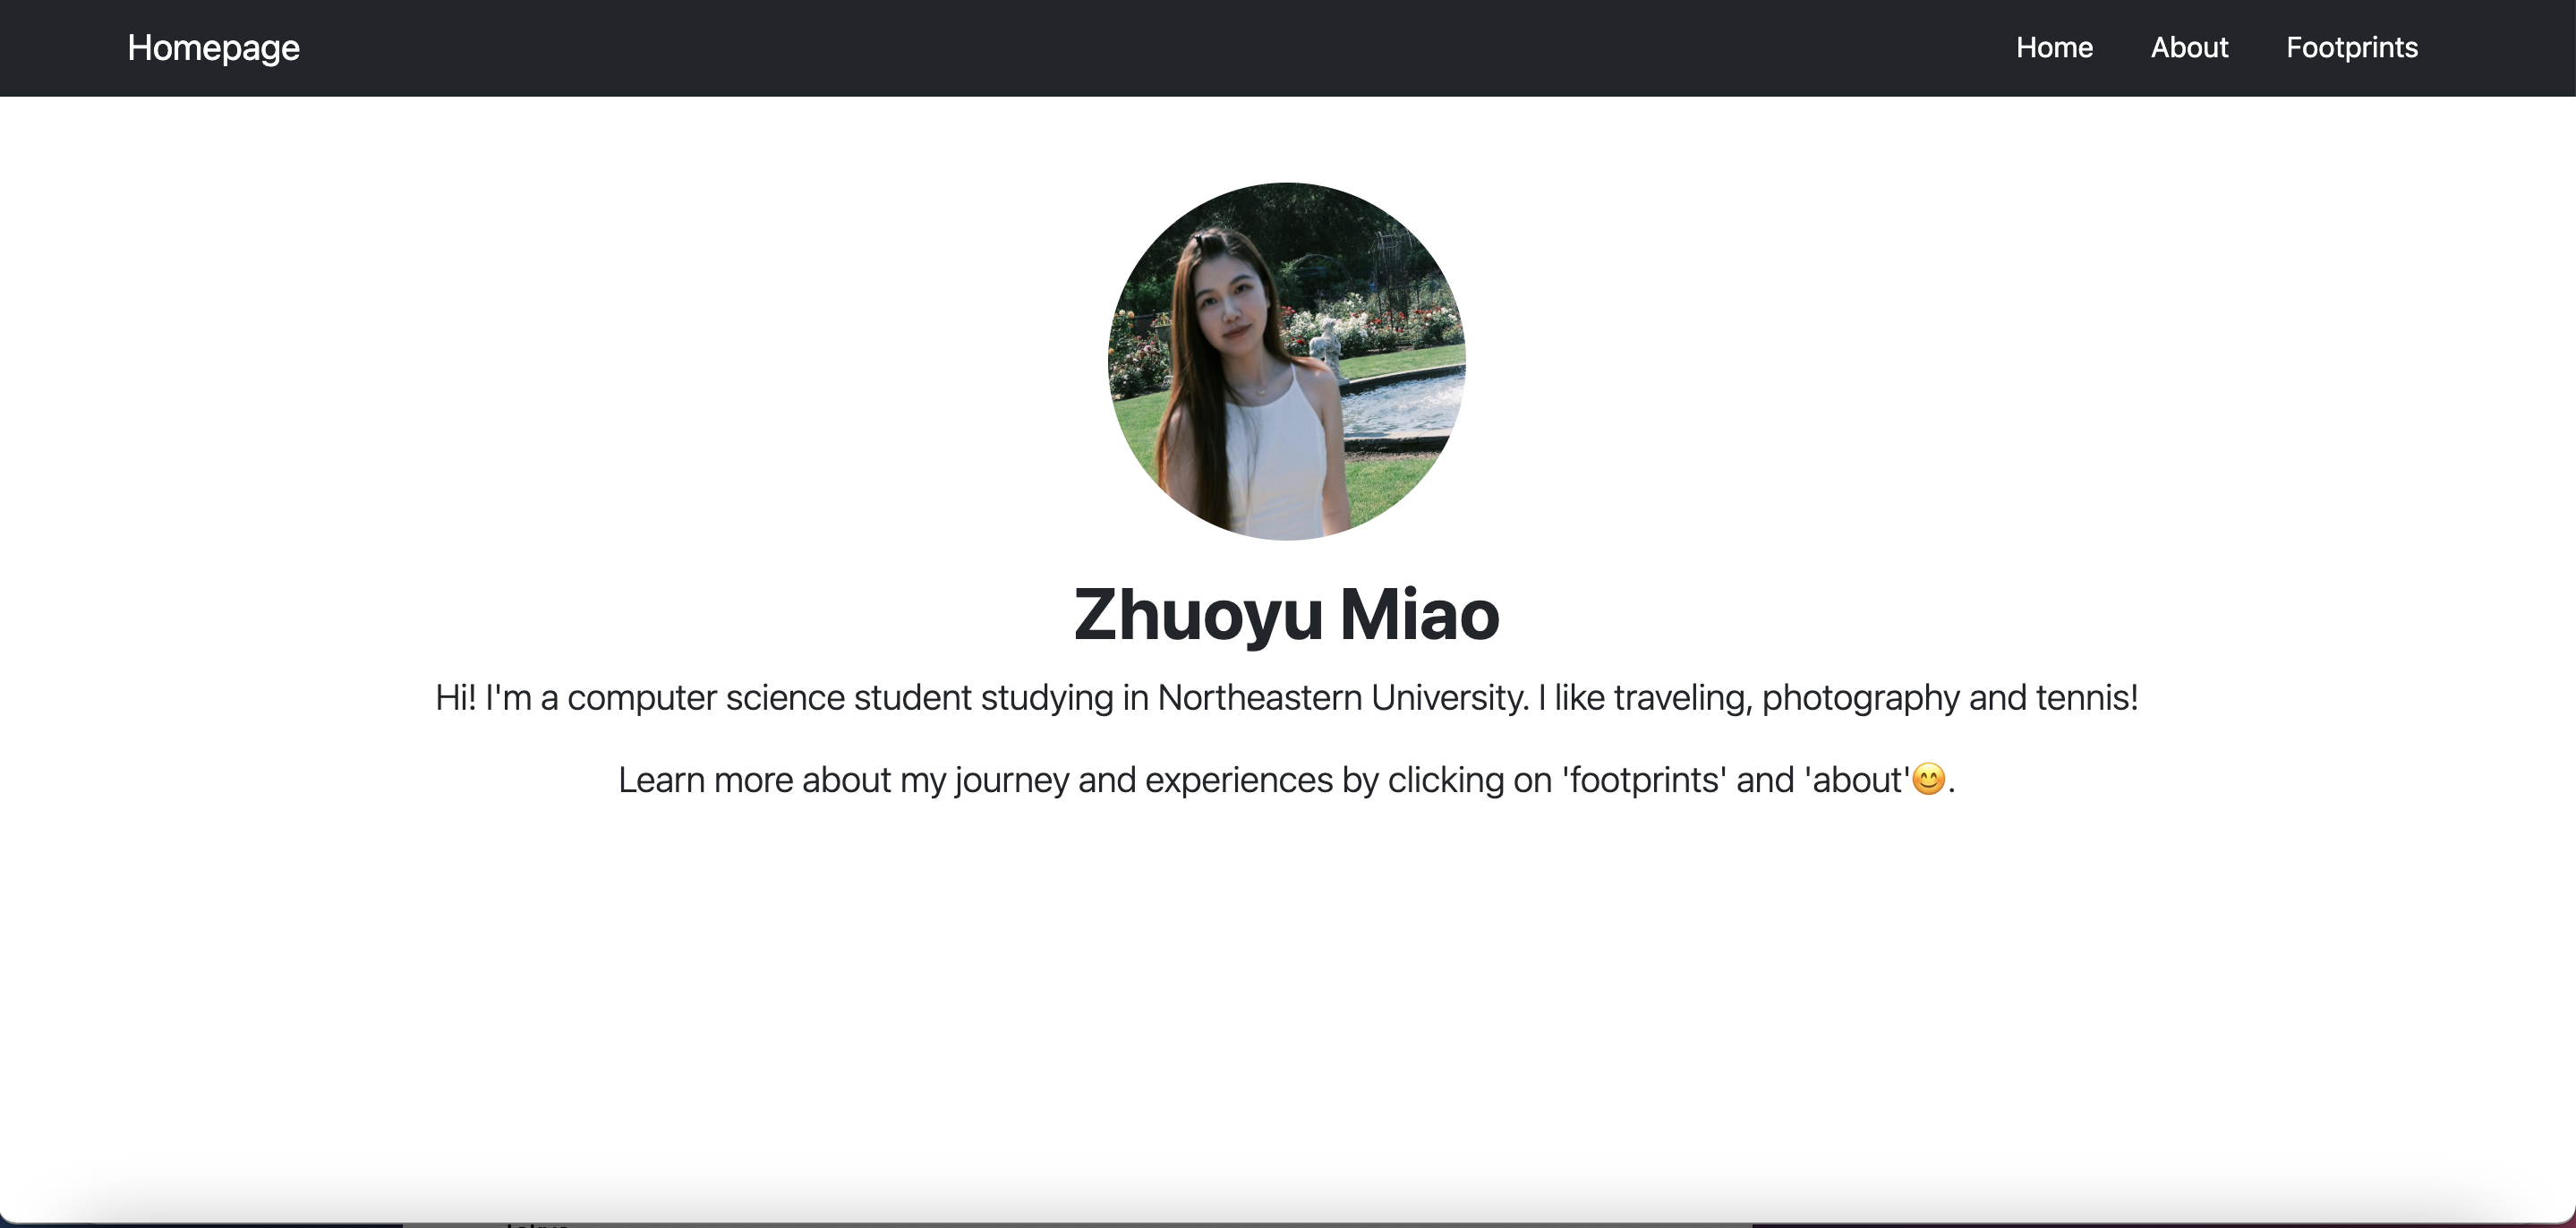 Homepage
Home About Footprints
Zhuoyu Miao
Hi! I'm a computer science student studying in Northeastern University. I like traveling, photography and tennis!
Learn more about my journey and experiences by clicking on 'footprints' and 'about'😊.